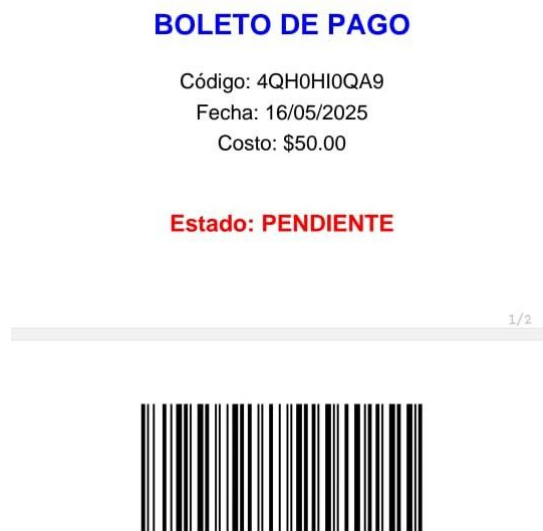 BOLETO DE PAGO
Código: 4QH0HI0QA9
Fecha: 16/05/2025
Costo: $50.00
Estado: PENDIENTE
1/2